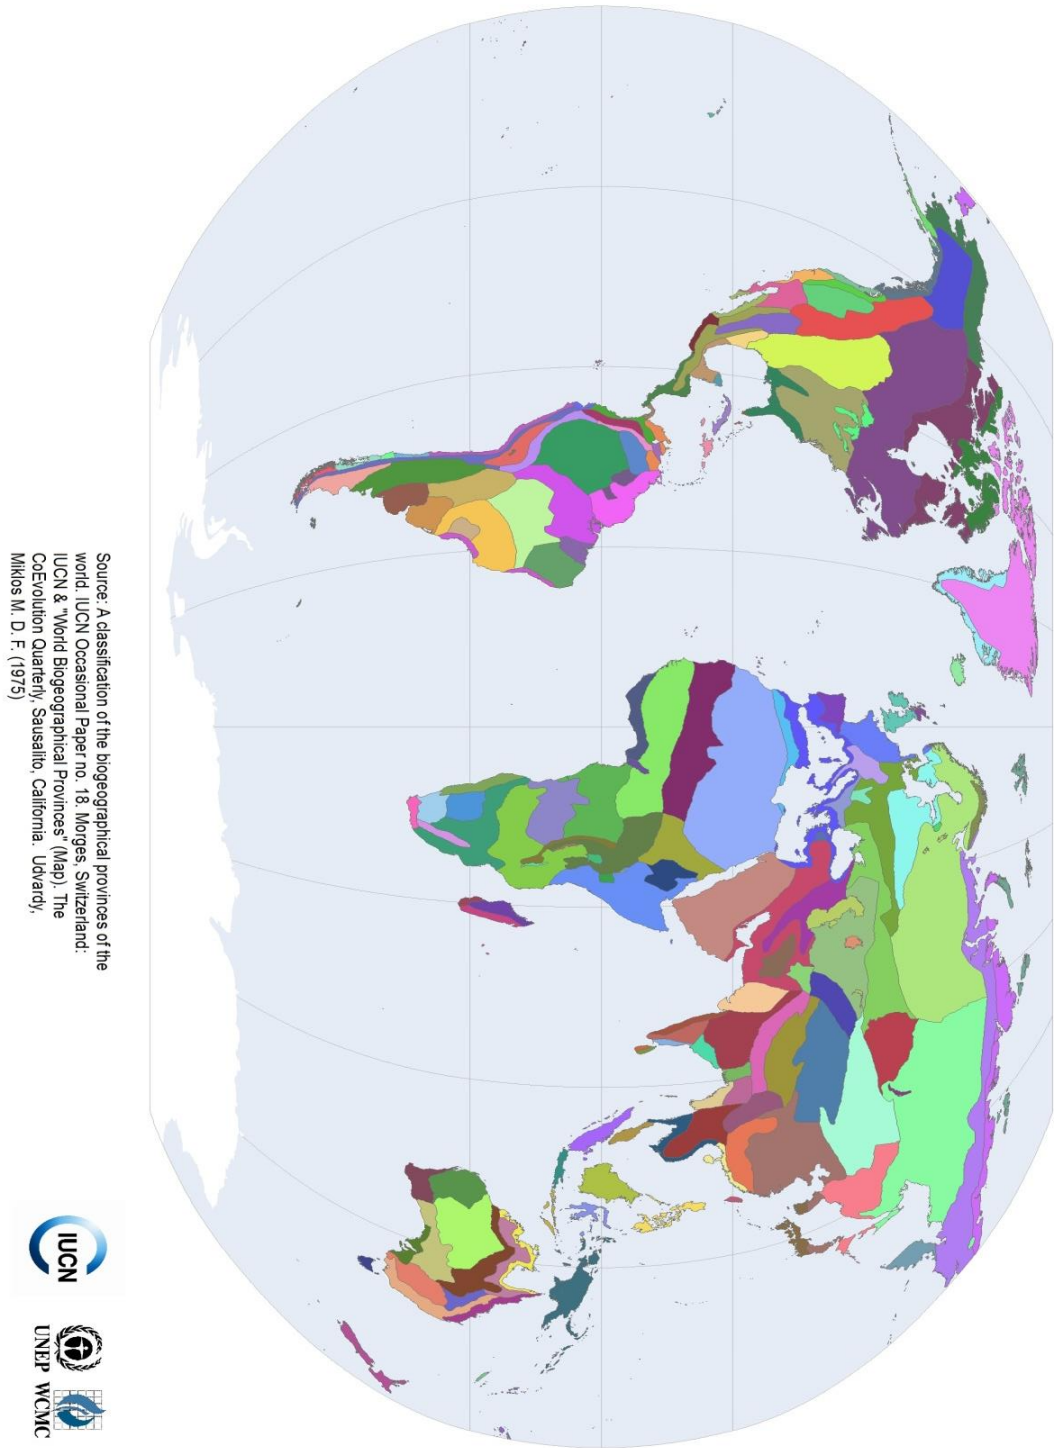 Source: A classification of the biogeographical provinces of the
world. IUCN Occasional Paper no. 18. Morges, Switzerland:
IUCN & "World Biogeographical Provinces" (Map). The
CoEvolution Quarterly, Sausalito, California. Udvardy,
Miklos M. D. F. (1975)
IUCN
UNEP WCMC